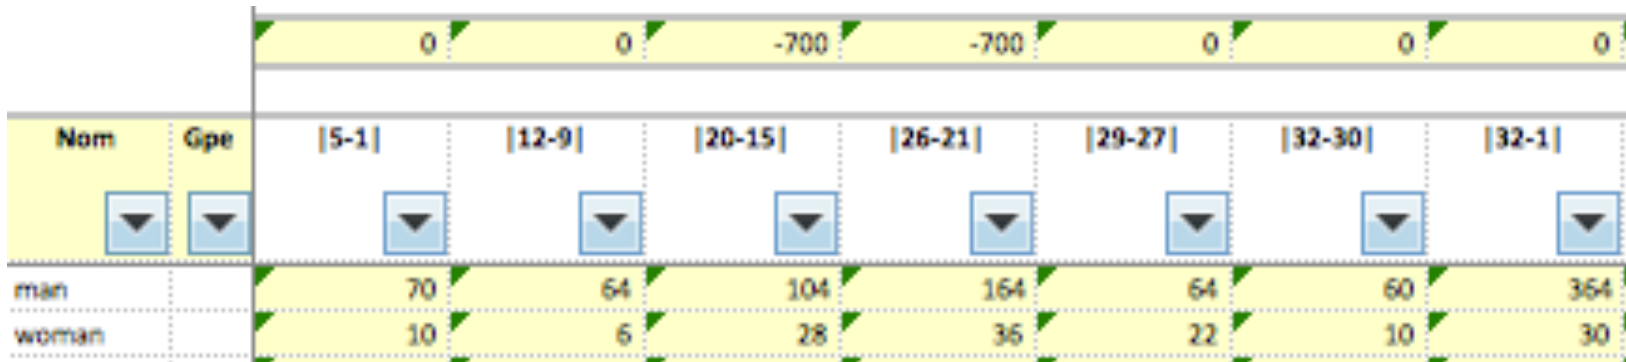 0 0 -700 -700 0 0 0
Nom Gpe |5-1| |12-9| |20-15| |26-21| |29-27| |32-30| |32-1|
man 70 64 104 164 64 60 364
woman 10 6 28 36 22 10 30